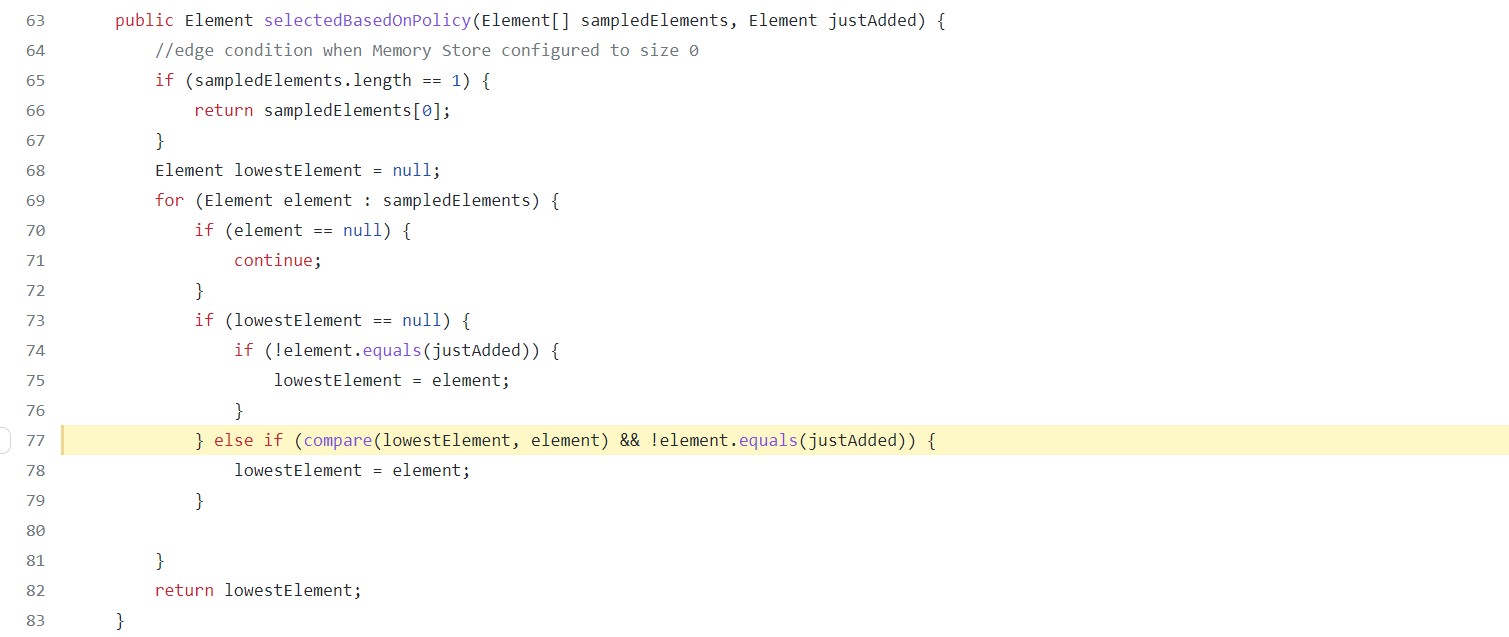 63 public Element selectedBasedOnPolicy(Element[] sampledElements, Element justAdded) {
64 //edge condition when Memory Store configured to size 0
65 if (sampledElements.length == 1) {
66 return sampledElements[0];
67 }
68 Element lowestElement = null;
69 for (Element element : sampledElements) {
70 if (element == null) {
71 continue;
72 }
73 if (lowestElement == null) {
74 if (!element.equals(justAdded)) {
75 lowestElement = element;
76 }
77 } else if (compare(lowestElement, element) && !element.equals(justAdded)) {
78 lowestElement = element;
79 }
80
81 }
82 return lowestElement;
83 }